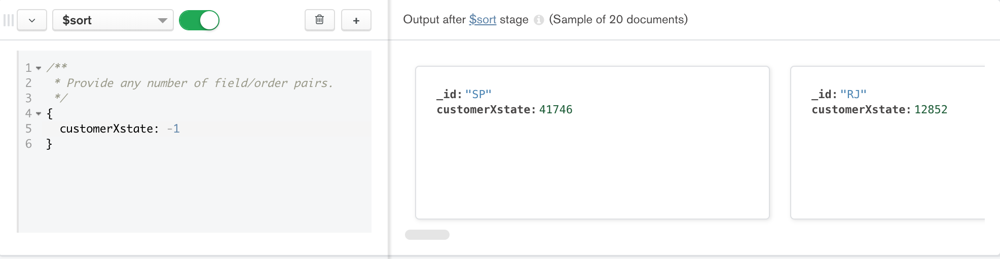 $sort
+
Output after $sort stage (Sample of 20 documents)
1 /**
2 * Provide any number of field/order pairs.
3 */
4 {
5 customerXstate: -1
6 }
_id: "SP"
customerXstate: 41746
_id: "RJ"
customerXstate: 12852